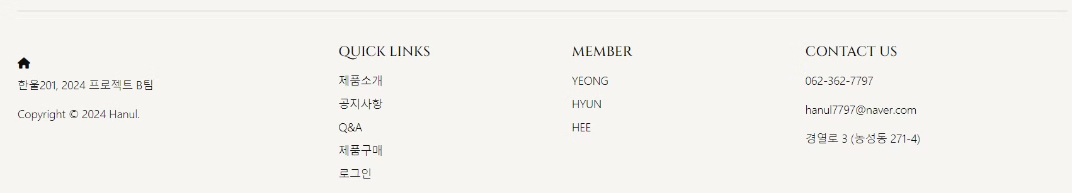 한울201, 2024 프로젝트 B팀
Copyright © 2024 Hanul.
QUICK LINKS
제품소개
공지사항
Q&A
제품구매
로그인
MEMBER
YEONG
HYUN
HEE
CONTACT US
062-362-7797
hanul7797@naver.com
경열로 3 (농성동 271-4)